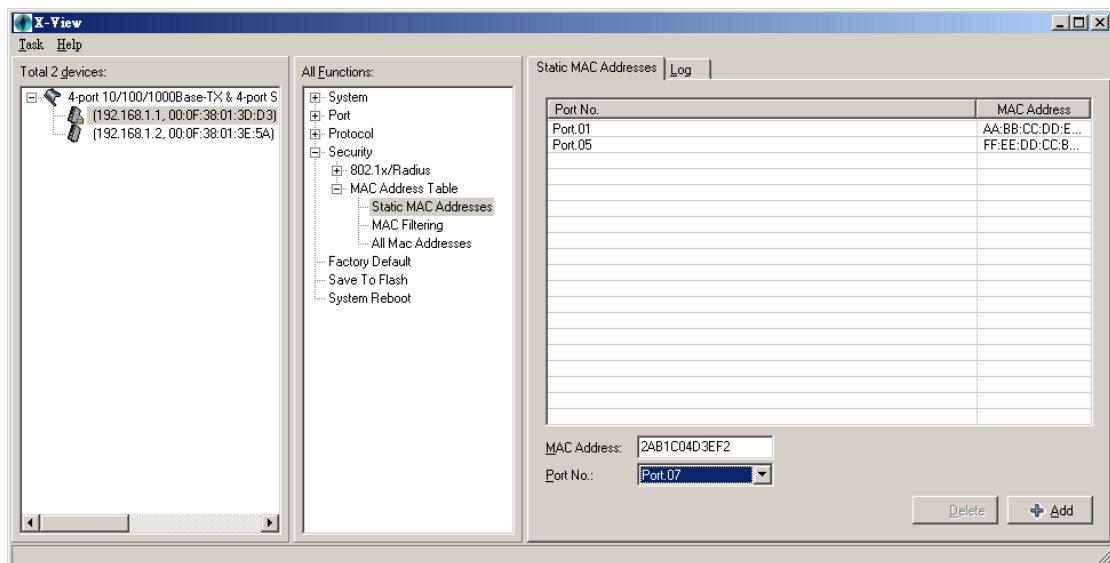 X-View
Task Help
Total 2 devices:
4-port 10/100/1000Base-TX & 4-port S
(192.168.1.1, 00:0F:38:01:3D:D3)
(192.168.1.2, 00:0F:38:01:3E:5A)
All Functions:
System
Port
Protocol
Security
802.1x/Radius
MAC Address Table
Static MAC Addresses
MAC Filtering
All Mac Addresses
Factory Default
Save To Flash
System Reboot
Static MAC Addresses Log
Port No. MAC Address
Port.01 AA:BB:CC:DD:E...
Port.05 FF:EE:DD:CC:B...
MAC Address: 2AB1C04D3EF2
Port No.: Port.07
Delete Add